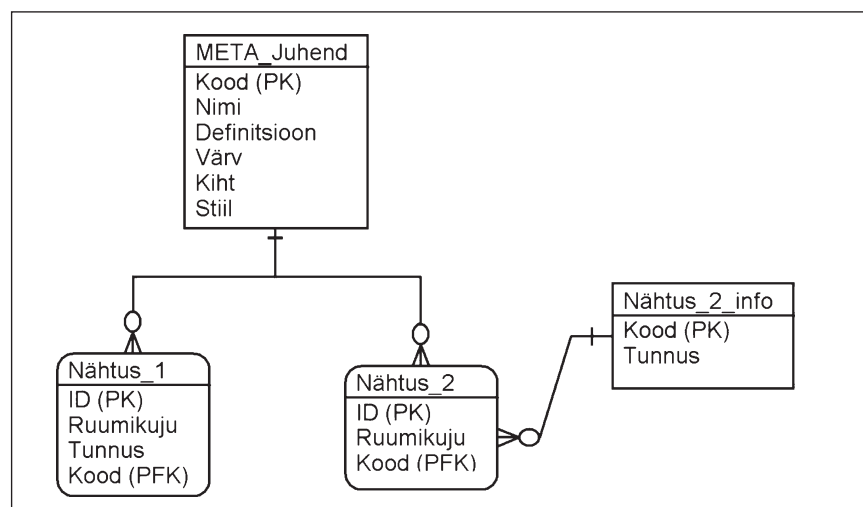 META_Juhend
Kood (PK)
Nimi
Definitsioon
Värv
Kiht
Stiil
Nähtus_1
ID (PK)
Ruumikuju
Tunnus
Kood (PFK)
Nähtus_2
ID (PK)
Ruumikuju
Kood (PFK)
Nähtus_2_info
Kood (PK)
Tunnus